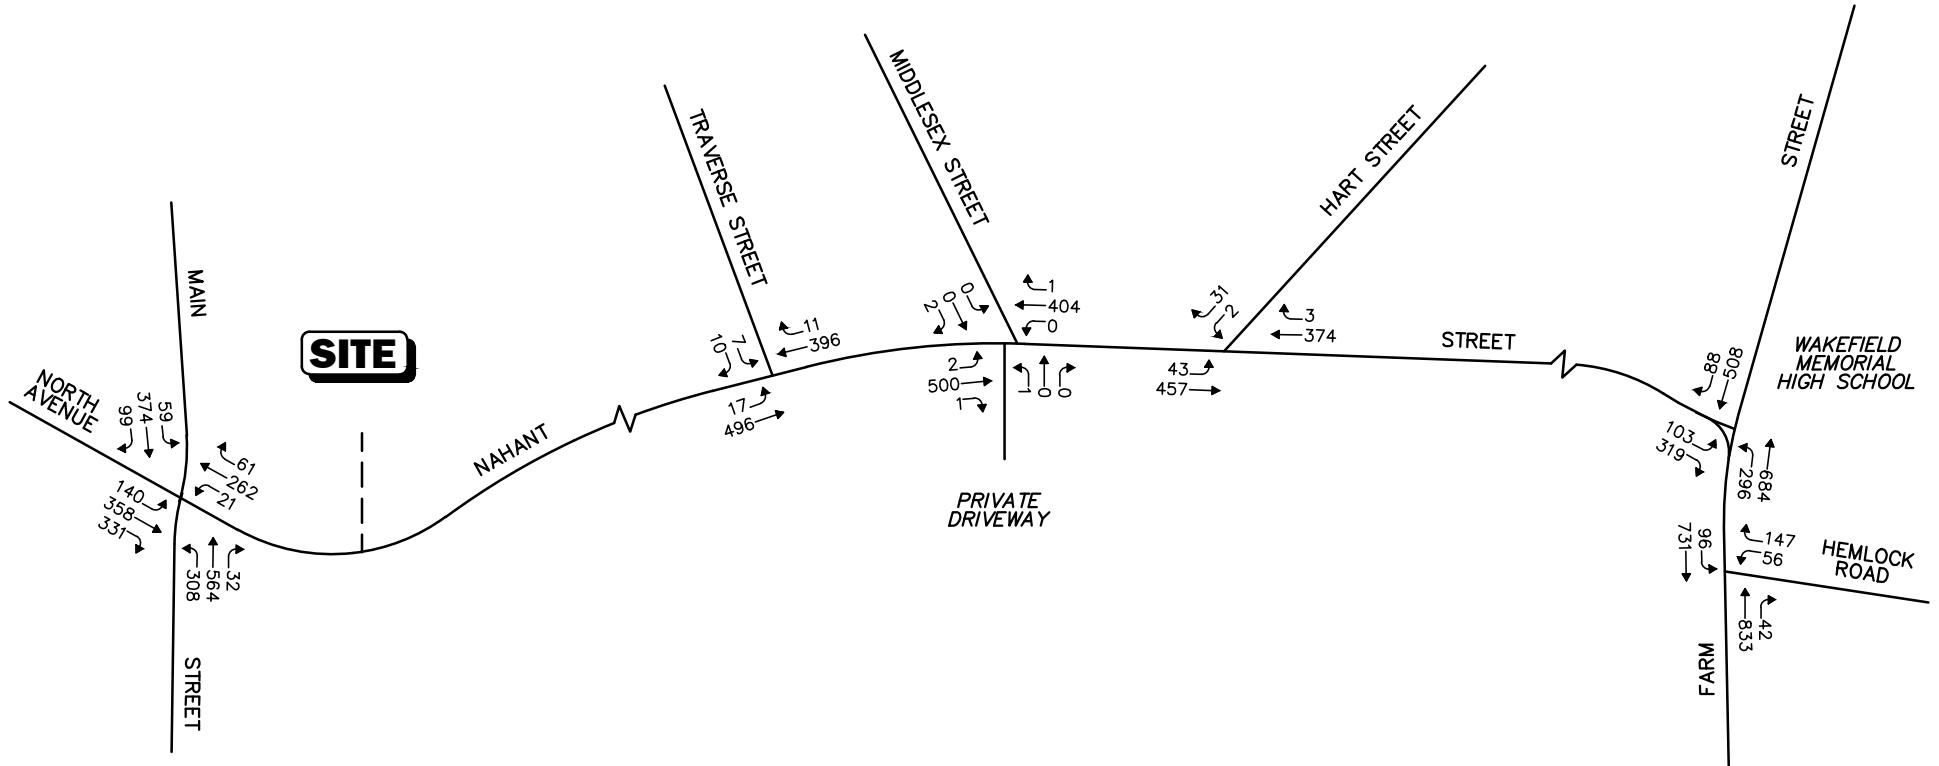 MAIN
STREET
NORTH
AVENUE
SITE
99
374
59
61
262
21
140
358
331
308
564
32
NAHANT
STREET
TRAVERSE STREET
10
7
11
396
17
496
MIDDLESEX STREET
2
0
0
1
404
0
2
500
1
1
0
0
PRIVATE
DRIVEWAY
HART STREET
31
2
3
374
43
457
STREET
FARM
88
508
103
319
296
684
WAKEFIELD
MEMORIAL
HIGH SCHOOL
731
96
147
56
833
42
HEMLOCK
ROAD